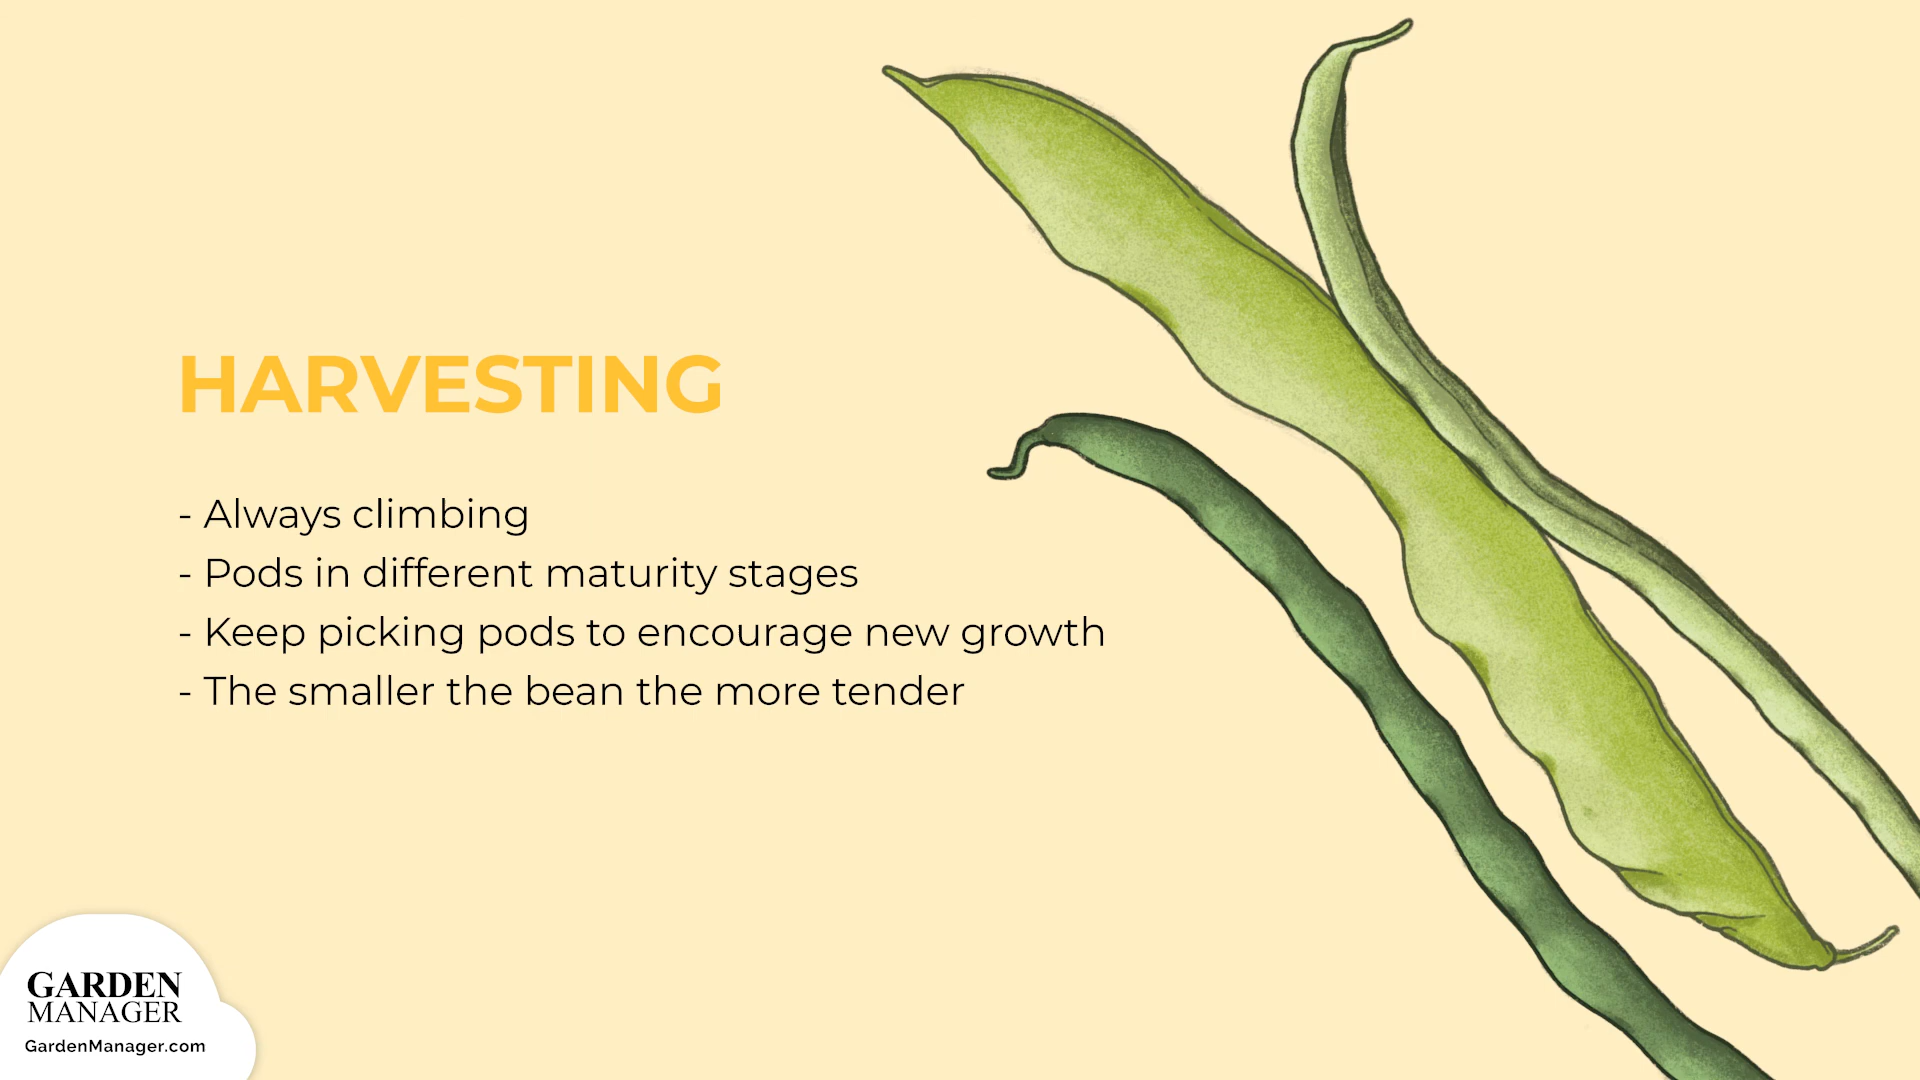 HARVESTING
- Always climbing
- Pods in different maturity stages
- Keep picking pods to encourage new growth
- The smaller the bean the more tender
GARDEN
MANAGER
GardenManager.com